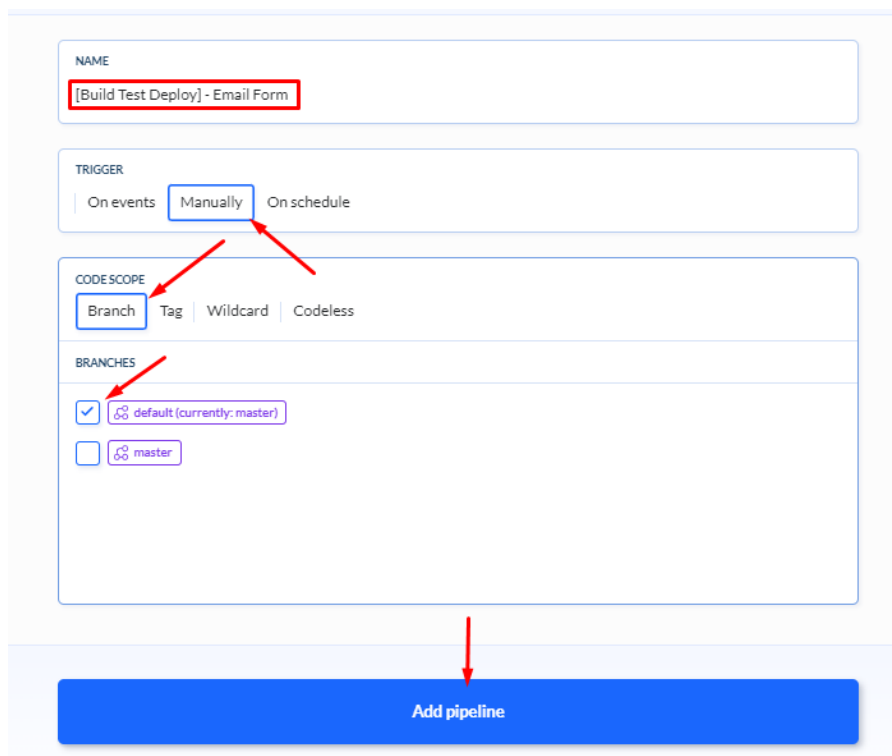 NAME
[Build Test Deploy] - Email Form
TRIGGER
On events Manually On schedule
CODE SCOPE
Branch Tag Wildcard Codeless
BRANCHES
default (currently: master)
master
Add pipeline